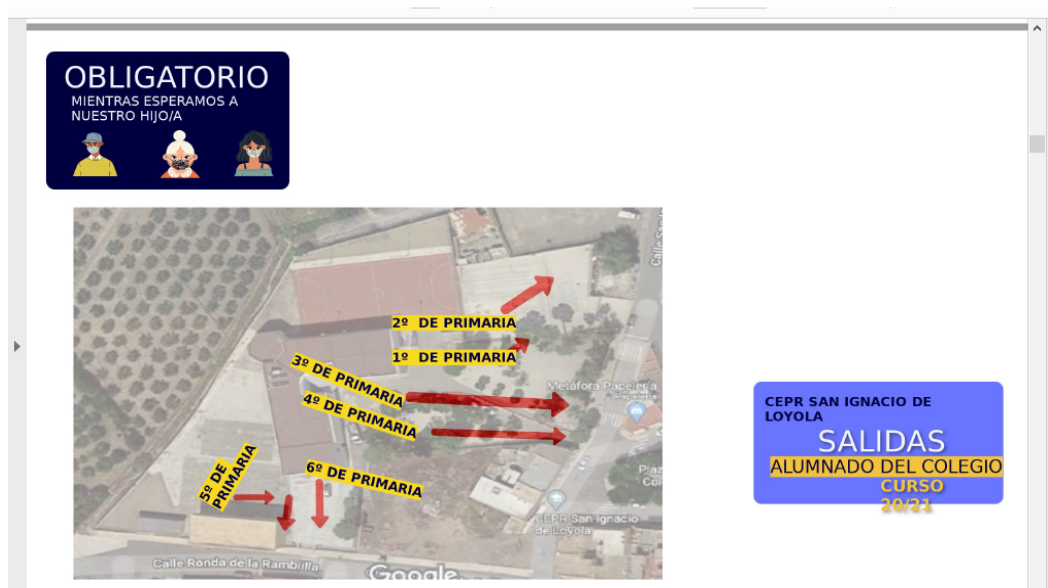 OBLIGATORIO
MIENTRAS ESPERAMOS A
NUESTRO HIJO/A
2º DE PRIMARIA
1º DE PRIMARIA
3º DE PRIMARIA
4º DE PRIMARIA
5º DE
PRIMARIA
6º DE PRIMARIA
Metáfora Papelería
Papelería
CEPR San Ignacio
de Loyola
Calle Ronda de la Rambilla
Google
CEPR SAN IGNACIO DE
LOYOLA
SALIDAS
ALUMNADO DEL COLEGIO
CURSO
20/21